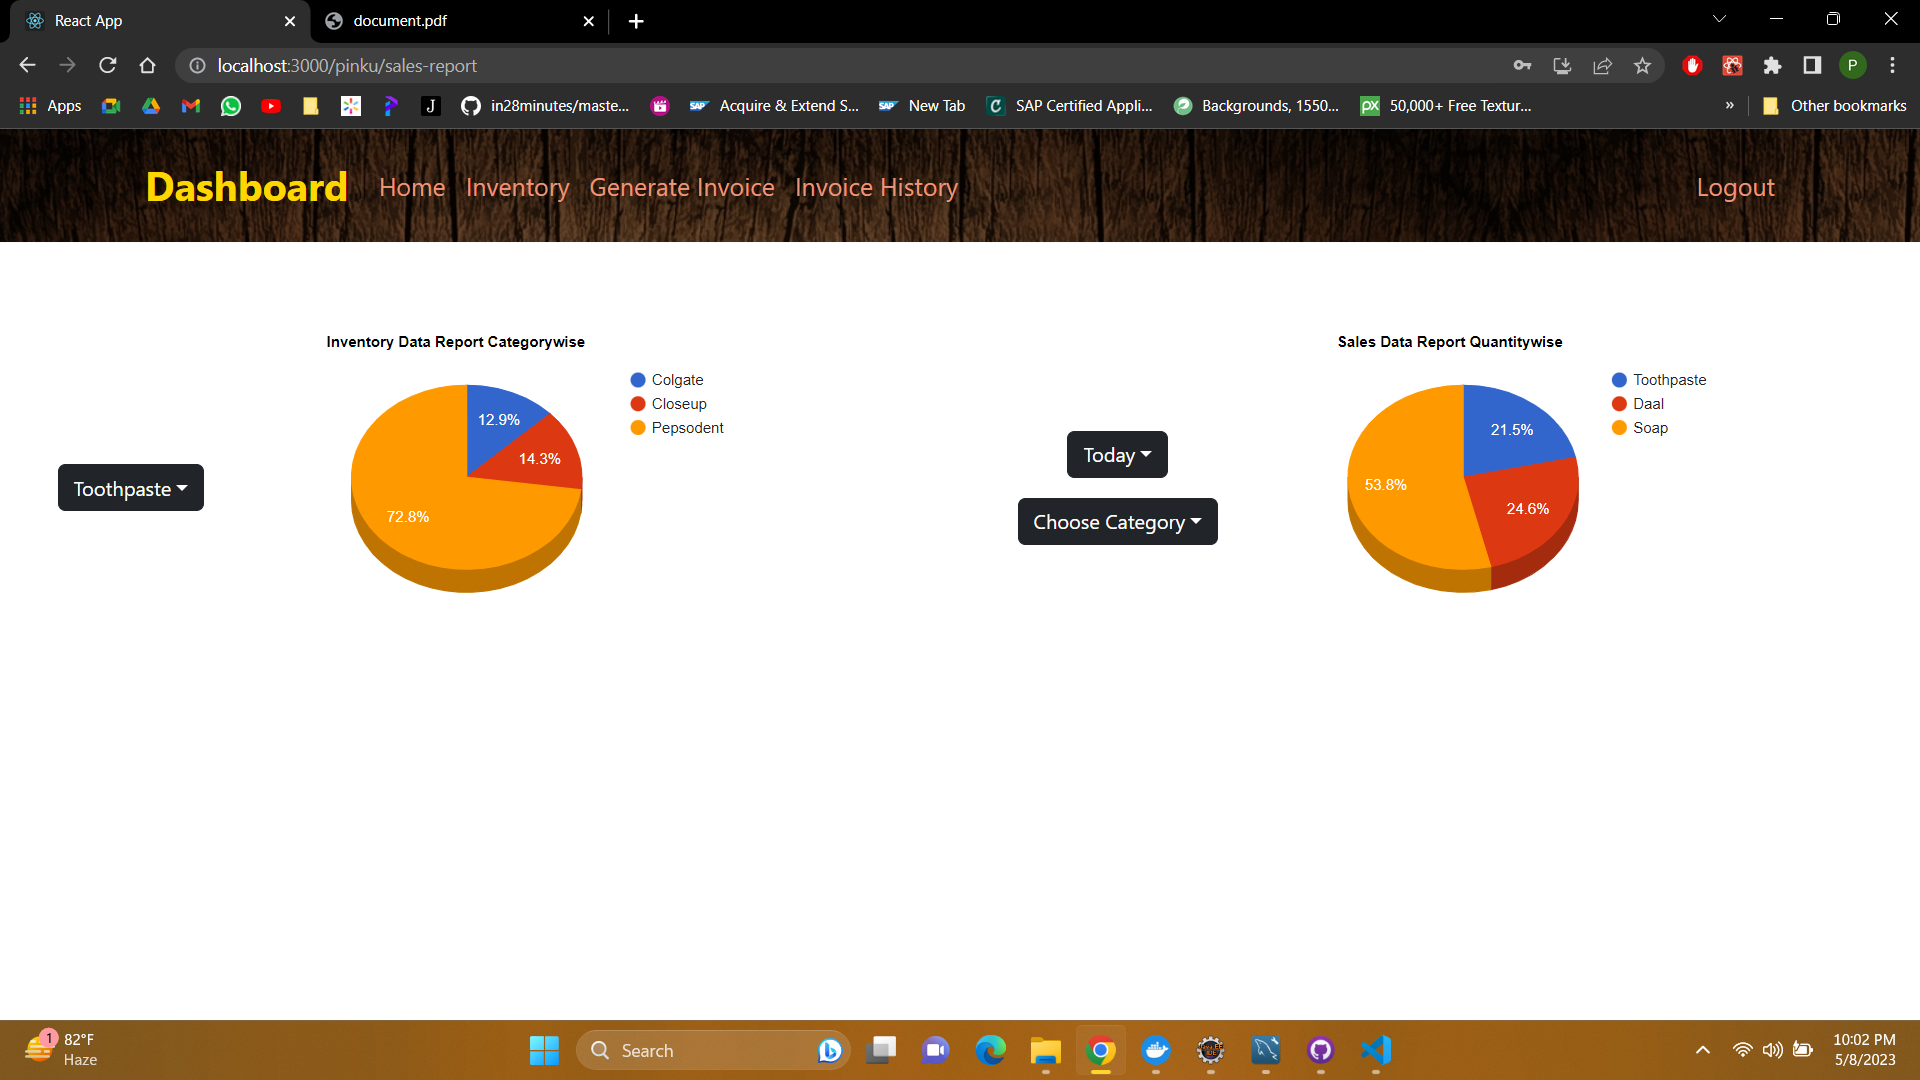 React App
document.pdf
localhost:3000/pinku/sales-report
P
Apps
J
in28minutes/maste...
SAP
Acquire & Extend S...
SAP
New Tab
SAP Certified Appli...
Backgrounds, 1550...
px
50,000+ Free Textur...
»
Other bookmarks
Dashboard
Home
Inventory
Generate Invoice
Invoice History
Logout
Inventory Data Report Categorywise
Colgate
Closeup
Pepsodent
12.9%
14.3%
72.8%
Toothpaste
Today
Choose Category
Sales Data Report Quantitywise
Toothpaste
Daal
Soap
21.5%
24.6%
53.8%
1
82°F
Haze
Search
10:02 PM
5/8/2023